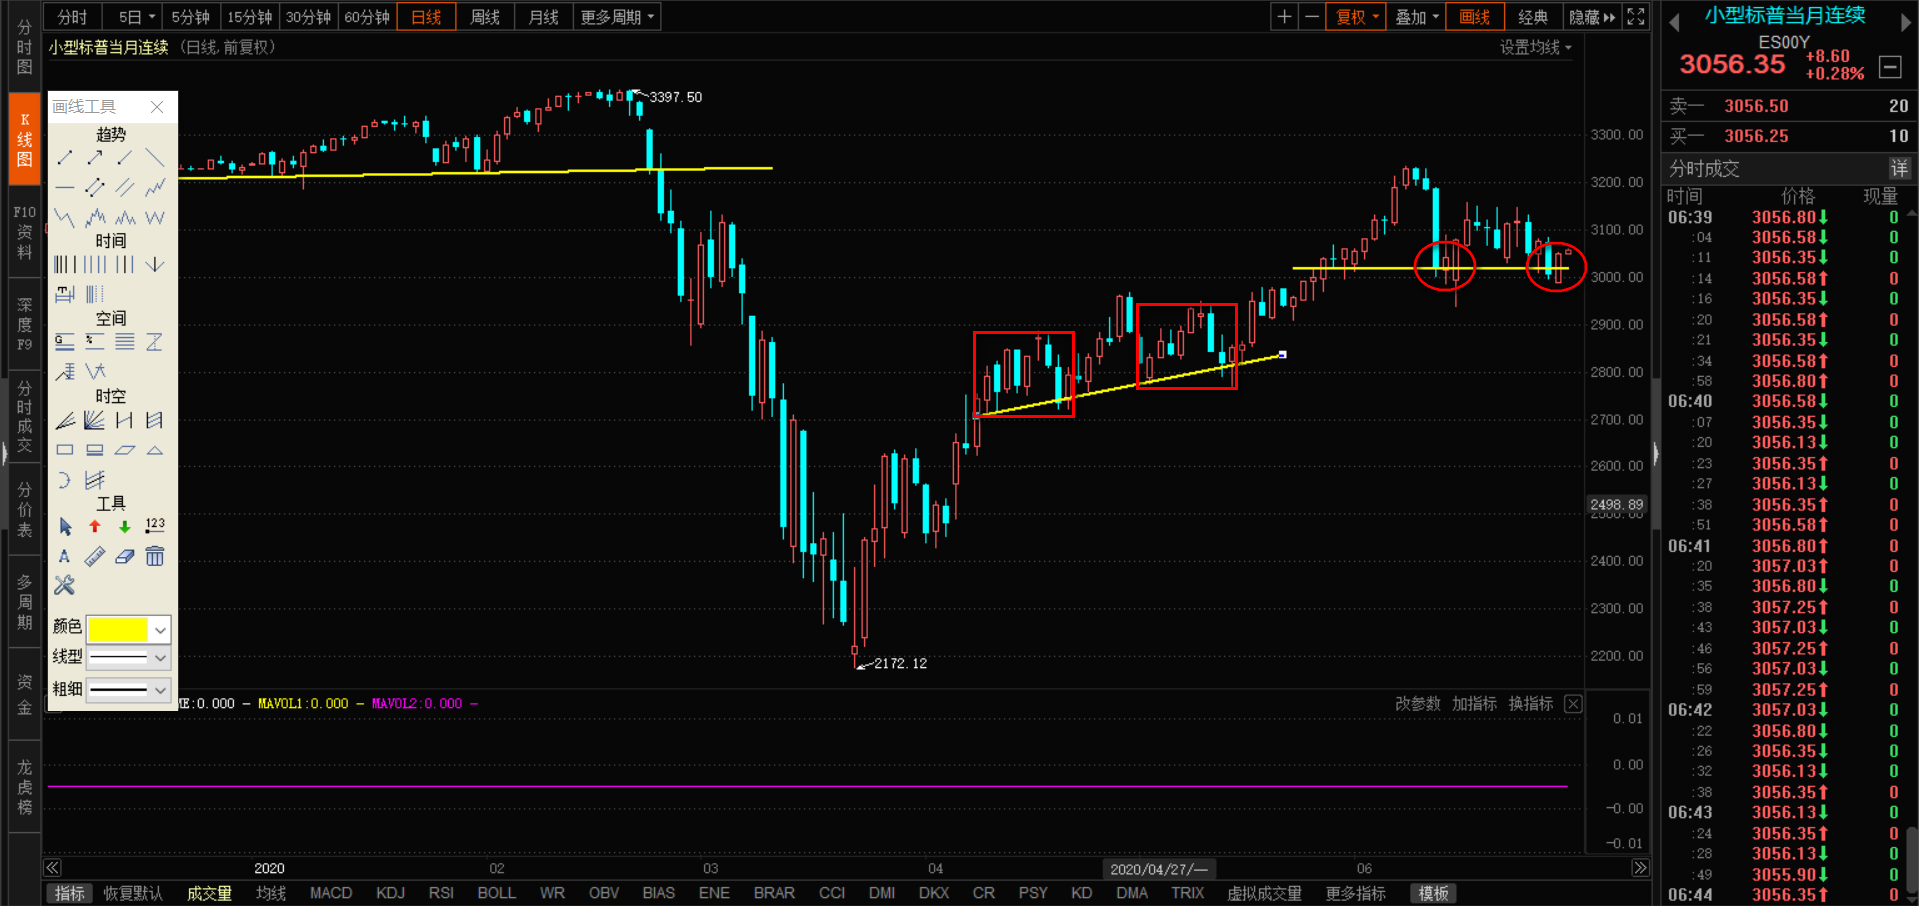 分时 5日 5分钟 15分钟 30分钟 60分钟 日线 周线 月线 更多周期 复权 叠加 画线 经典 隐藏
小型标普当月连续 (日线,前复权) 设置均线
分时图
K线图
F10资料
深度F9
分时成交
分价表
多周期
资金
龙虎榜
画线工具
趋势
时间
空间
时空
工具
123
A
颜色
线型
粗细
3397.50
2172.12
3300.00
3200.00
3100.00
3000.00
2900.00
2800.00
2700.00
2600.00
2498.89
2400.00
2300.00
2200.00
:0.000 MAVOL1:0.000 MAVOL2:0.000
改参数 加指标 换指标
0.01
0.00
-0.00
-0.01
2020 02 03 04 2020/04/27/一 06
指标 恢复默认 成交量 均线 MACD KDJ RSI BOLL WR OBV BIAS ENE BRAR CCI DMI DKX CR PSY KD DMA TRIX 虚拟成交量 更多指标 模板
小型标普当月连续
ES00Y
3056.35 +8.60
+0.28%
卖一 3056.50 20
买一 3056.25 10
分时成交 详
时间 价格 现量
06:39 3056.80↓ 0
:04 3056.58↓ 0
:11 3056.35↓ 0
:14 3056.58↑ 0
:16 3056.35↓ 0
:20 3056.58↑ 0
:21 3056.35↓ 0
:34 3056.58↑ 0
:58 3056.80↑ 0
06:40 3056.58↓ 0
:07 3056.35↓ 0
:20 3056.13↓ 0
:23 3056.35↑ 0
:27 3056.13↓ 0
:38 3056.35↑ 0
:51 3056.58↑ 0
06:41 3056.80↑ 0
:20 3057.03↑ 0
:35 3056.80↓ 0
:38 3057.25↑ 0
:43 3057.03↓ 0
:46 3057.25↑ 0
:56 3057.03↓ 0
:59 3057.25↑ 0
06:42 3057.03↓ 0
:22 3056.80↓ 0
:26 3056.35↓ 0
:32 3056.13↓ 0
:38 3056.35↑ 0
06:43 3056.13↓ 0
:24 3056.35↑ 0
:28 3056.13↓ 0
:49 3055.90↓ 0
06:44 3056.35↑ 0